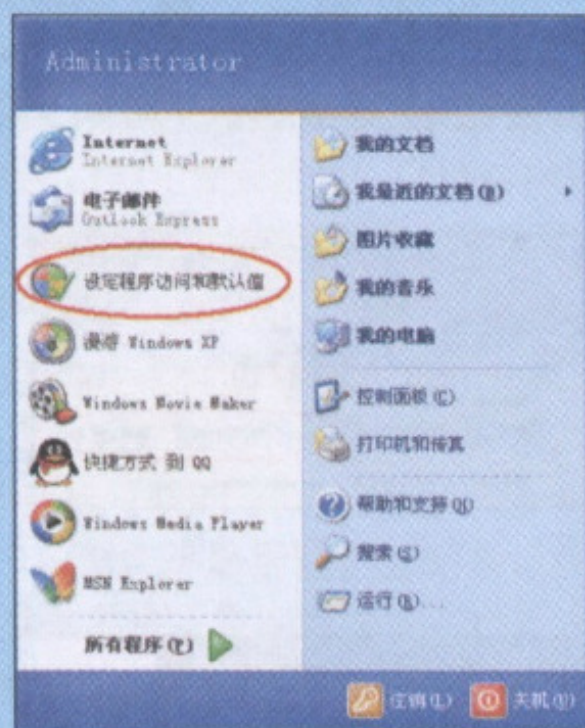 Administrator
Internet
Internet Explorer
电子邮件
Outlook Express
设定程序访问和默认值
漫游 Windows XP
Windows Movie Maker
快捷方式 到 QQ
Windows Media Player
MSN Explorer
所有程序(P)
我的文档
我最近的文档(D)
图片收藏
我的音乐
我的电脑
控制面板(C)
打印机和传真
帮助和支持(H)
搜索(S)
运行(R)...
注销(L)
关机(U)